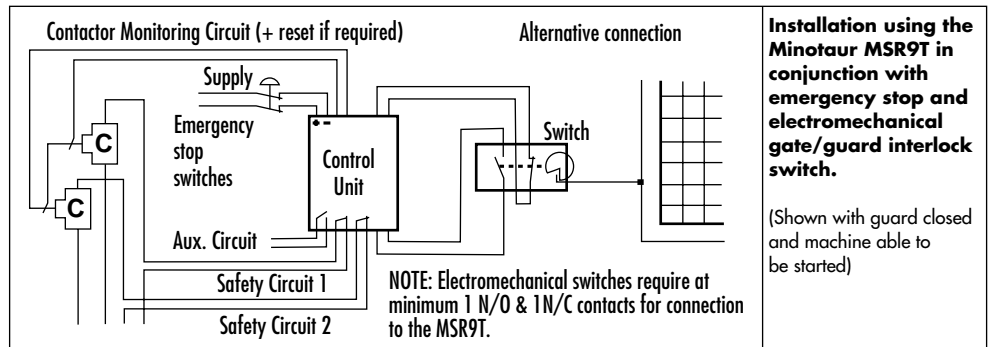 Contactor Monitoring Circuit (+ reset if required)
Alternative connection
Supply
Emergency
stop
switches
+ -
Control
Unit
Switch
C
C
Aux. Circuit
Safety Circuit 1
Safety Circuit 2
NOTE: Electromechanical switches require at
minimum 1 N/O & 1N/C contacts for connection
to the MSR9T.
Installation using the
Minotaur MSR9T in
conjunction with
emergency stop and
electromechanical
gate/guard interlock
switch.
(Shown with guard closed
and machine able to
be started)